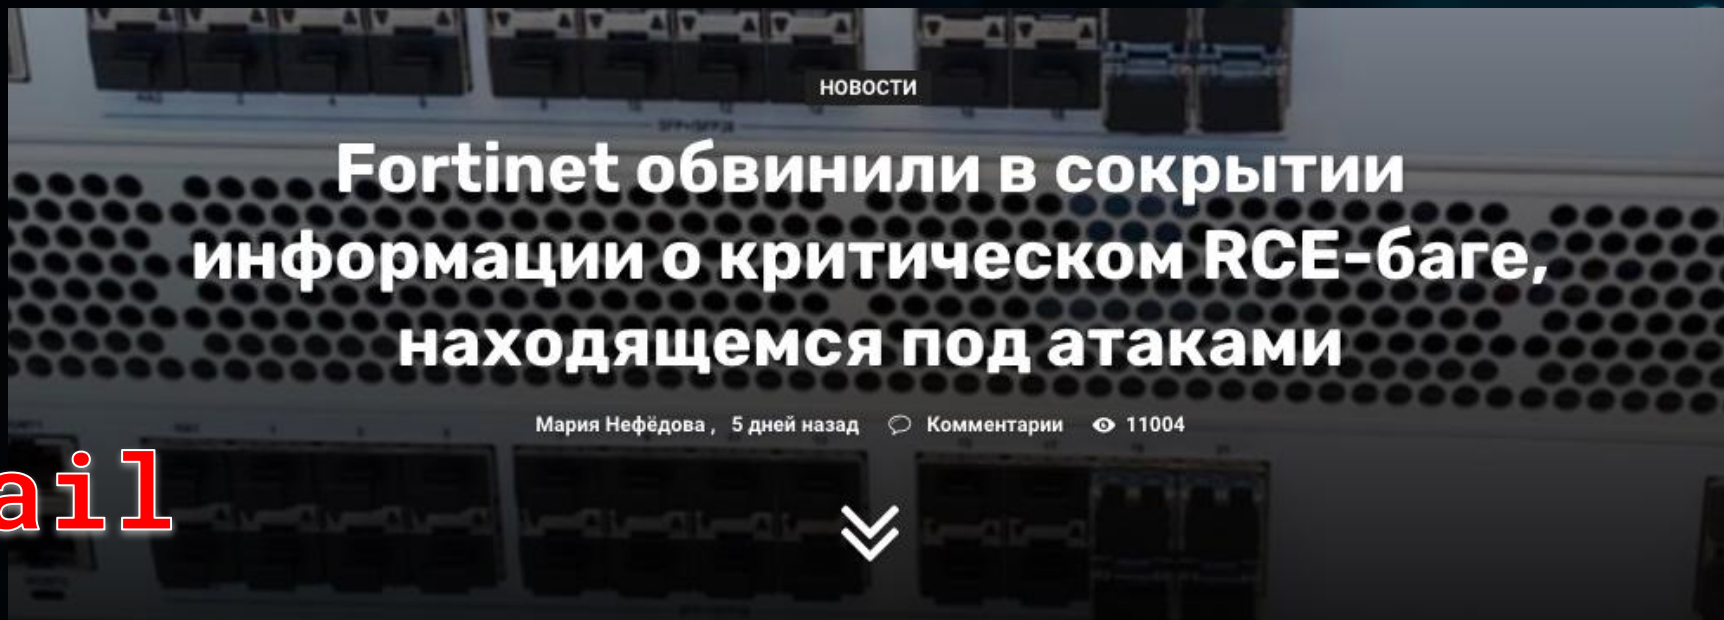 НОВОСТИ
Fortinet обвинили в сокрытии
информации о критическом RCE-баге,
находящемся под атаками
Мария Нефёдова , 5 дней назад Комментарии 11004
ail